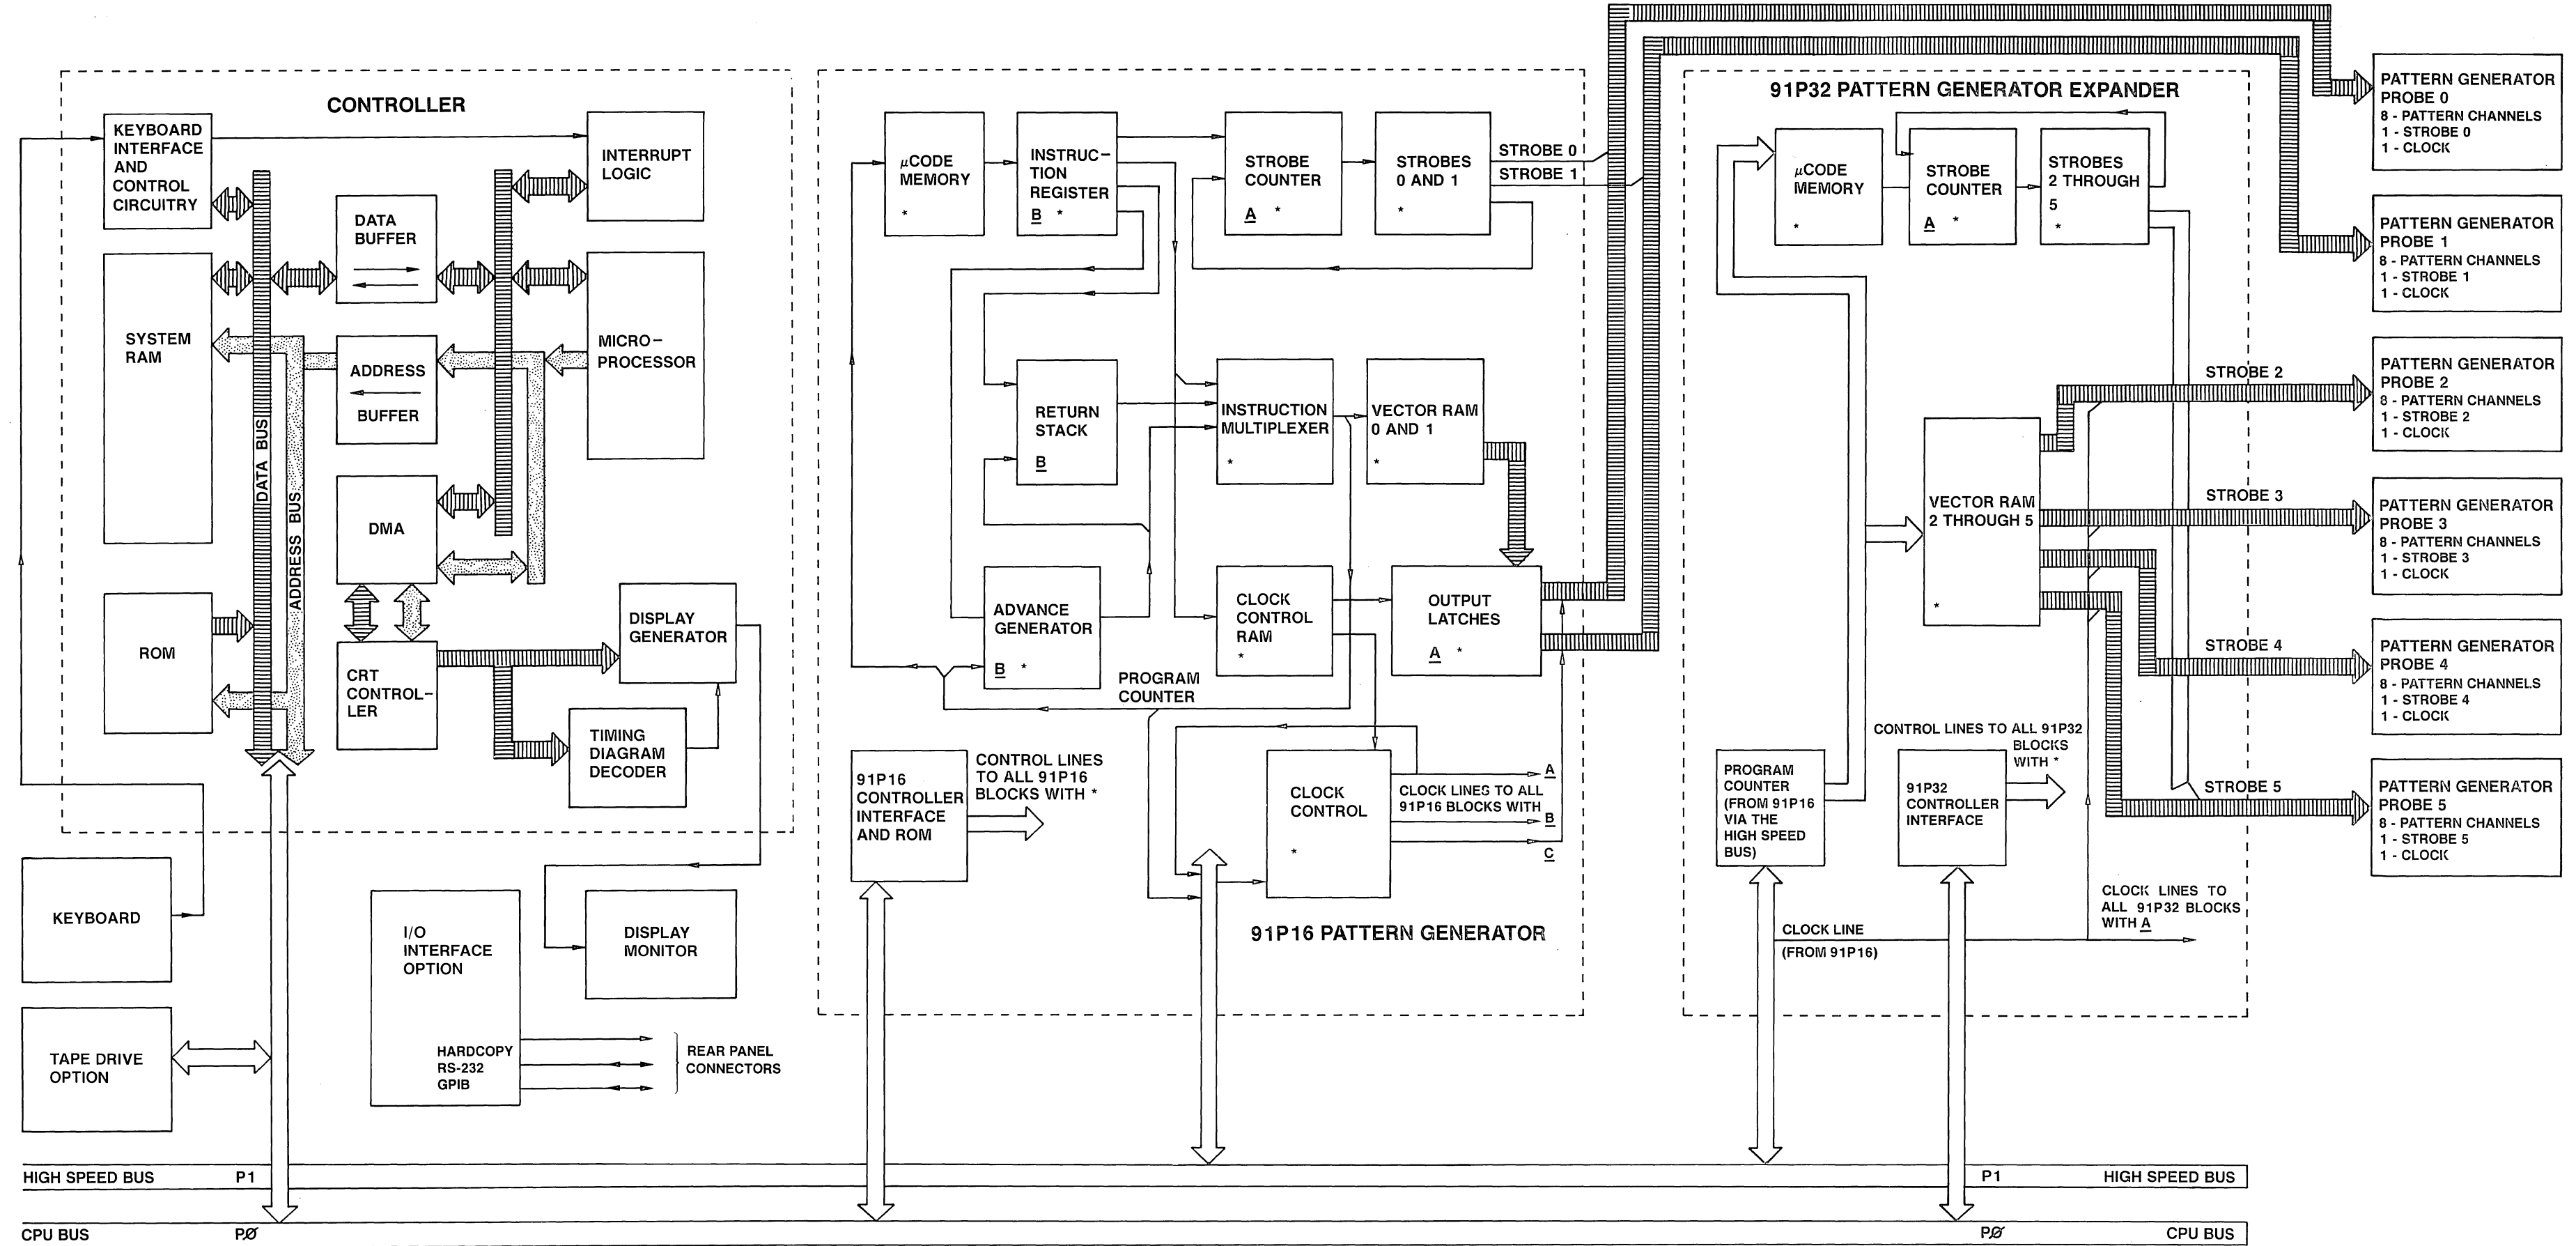 CONTROLLER
KEYBOARD
INTERFACE
AND
CONTROL
CIRCUITRY
INTERRUPT
LOGIC
DATA
BUFFER
SYSTEM
RAM
MICRO-
PROCESSOR
ADDRESS
BUFFER
DATA BUS
ADDRESS BUS
DMA
ROM
CRT
CONTROL-
LER
DISPLAY
GENERATOR
TIMING
DIAGRAM
DECODER
KEYBOARD
TAPE DRIVE
OPTION
I/O
INTERFACE
OPTION
HARDCOPY
RS-232
GPIB
REAR PANEL
CONNECTORS
DISPLAY
MONITOR
µCODE
MEMORY
*
INSTRUC-
TION
REGISTER
B *
STROBE
COUNTER
A *
STROBES
0 AND 1
*
STROBE 0
STROBE 1
RETURN
STACK
B
INSTRUCTION
MULTIPLEXER
*
VECTOR RAM
0 AND 1
*
ADVANCE
GENERATOR
B *
CLOCK
CONTROL
RAM
*
OUTPUT
LATCHES
A *
PROGRAM
COUNTER
91P16
CONTROLLER
INTERFACE
AND ROM
CONTROL LINES
TO ALL 91P16
BLOCKS WITH *
CLOCK
CONTROL
*
A
CLOCK LINES TO ALL
91P16 BLOCKS WITH
B
C
91P16 PATTERN GENERATOR
91P32 PATTERN GENERATOR EXPANDER
µCODE
MEMORY
*
STROBE
COUNTER
A *
STROBES
2 THROUGH
5
*
VECTOR RAM
2 THROUGH 5
*
STROBE 2
STROBE 3
STROBE 4
STROBE 5
PROGRAM
COUNTER
(FROM 91P16
VIA THE
HIGH SPEED
BUS)
CONTROL LINES TO ALL 91P32
BLOCKS
WITH *
91P32
CONTROLLER
INTERFACE
CLOCK LINE
(FROM 91P16)
CLOCK LINES TO
ALL 91P32 BLOCKS
WITH A
PATTERN GENERATOR
PROBE 0
8 - PATTERN CHANNELS
1 - STROBE 0
1 - CLOCK
PATTERN GENERATOR
PROBE 1
8 - PATTERN CHANNELS
1 - STROBE 1
1 - CLOCK
PATTERN GENERATOR
PROBE 2
8 - PATTERN CHANNELS
1 - STROBE 2
1 - CLOCK
PATTERN GENERATOR
PROBE 3
8 - PATTERN CHANNELS
1 - STROBE 3
1 - CLOCK
PATTERN GENERATOR
PROBE 4
8 - PATTERN CHANNELS
1 - STROBE 4
1 - CLOCK
PATTERN GENERATOR
PROBE 5
8 - PATTERN CHANNELS
1 - STROBE 5
1 - CLOCK
HIGH SPEED BUS P1 P1 HIGH SPEED BUS
CPU BUS PØ PØ CPU BUS